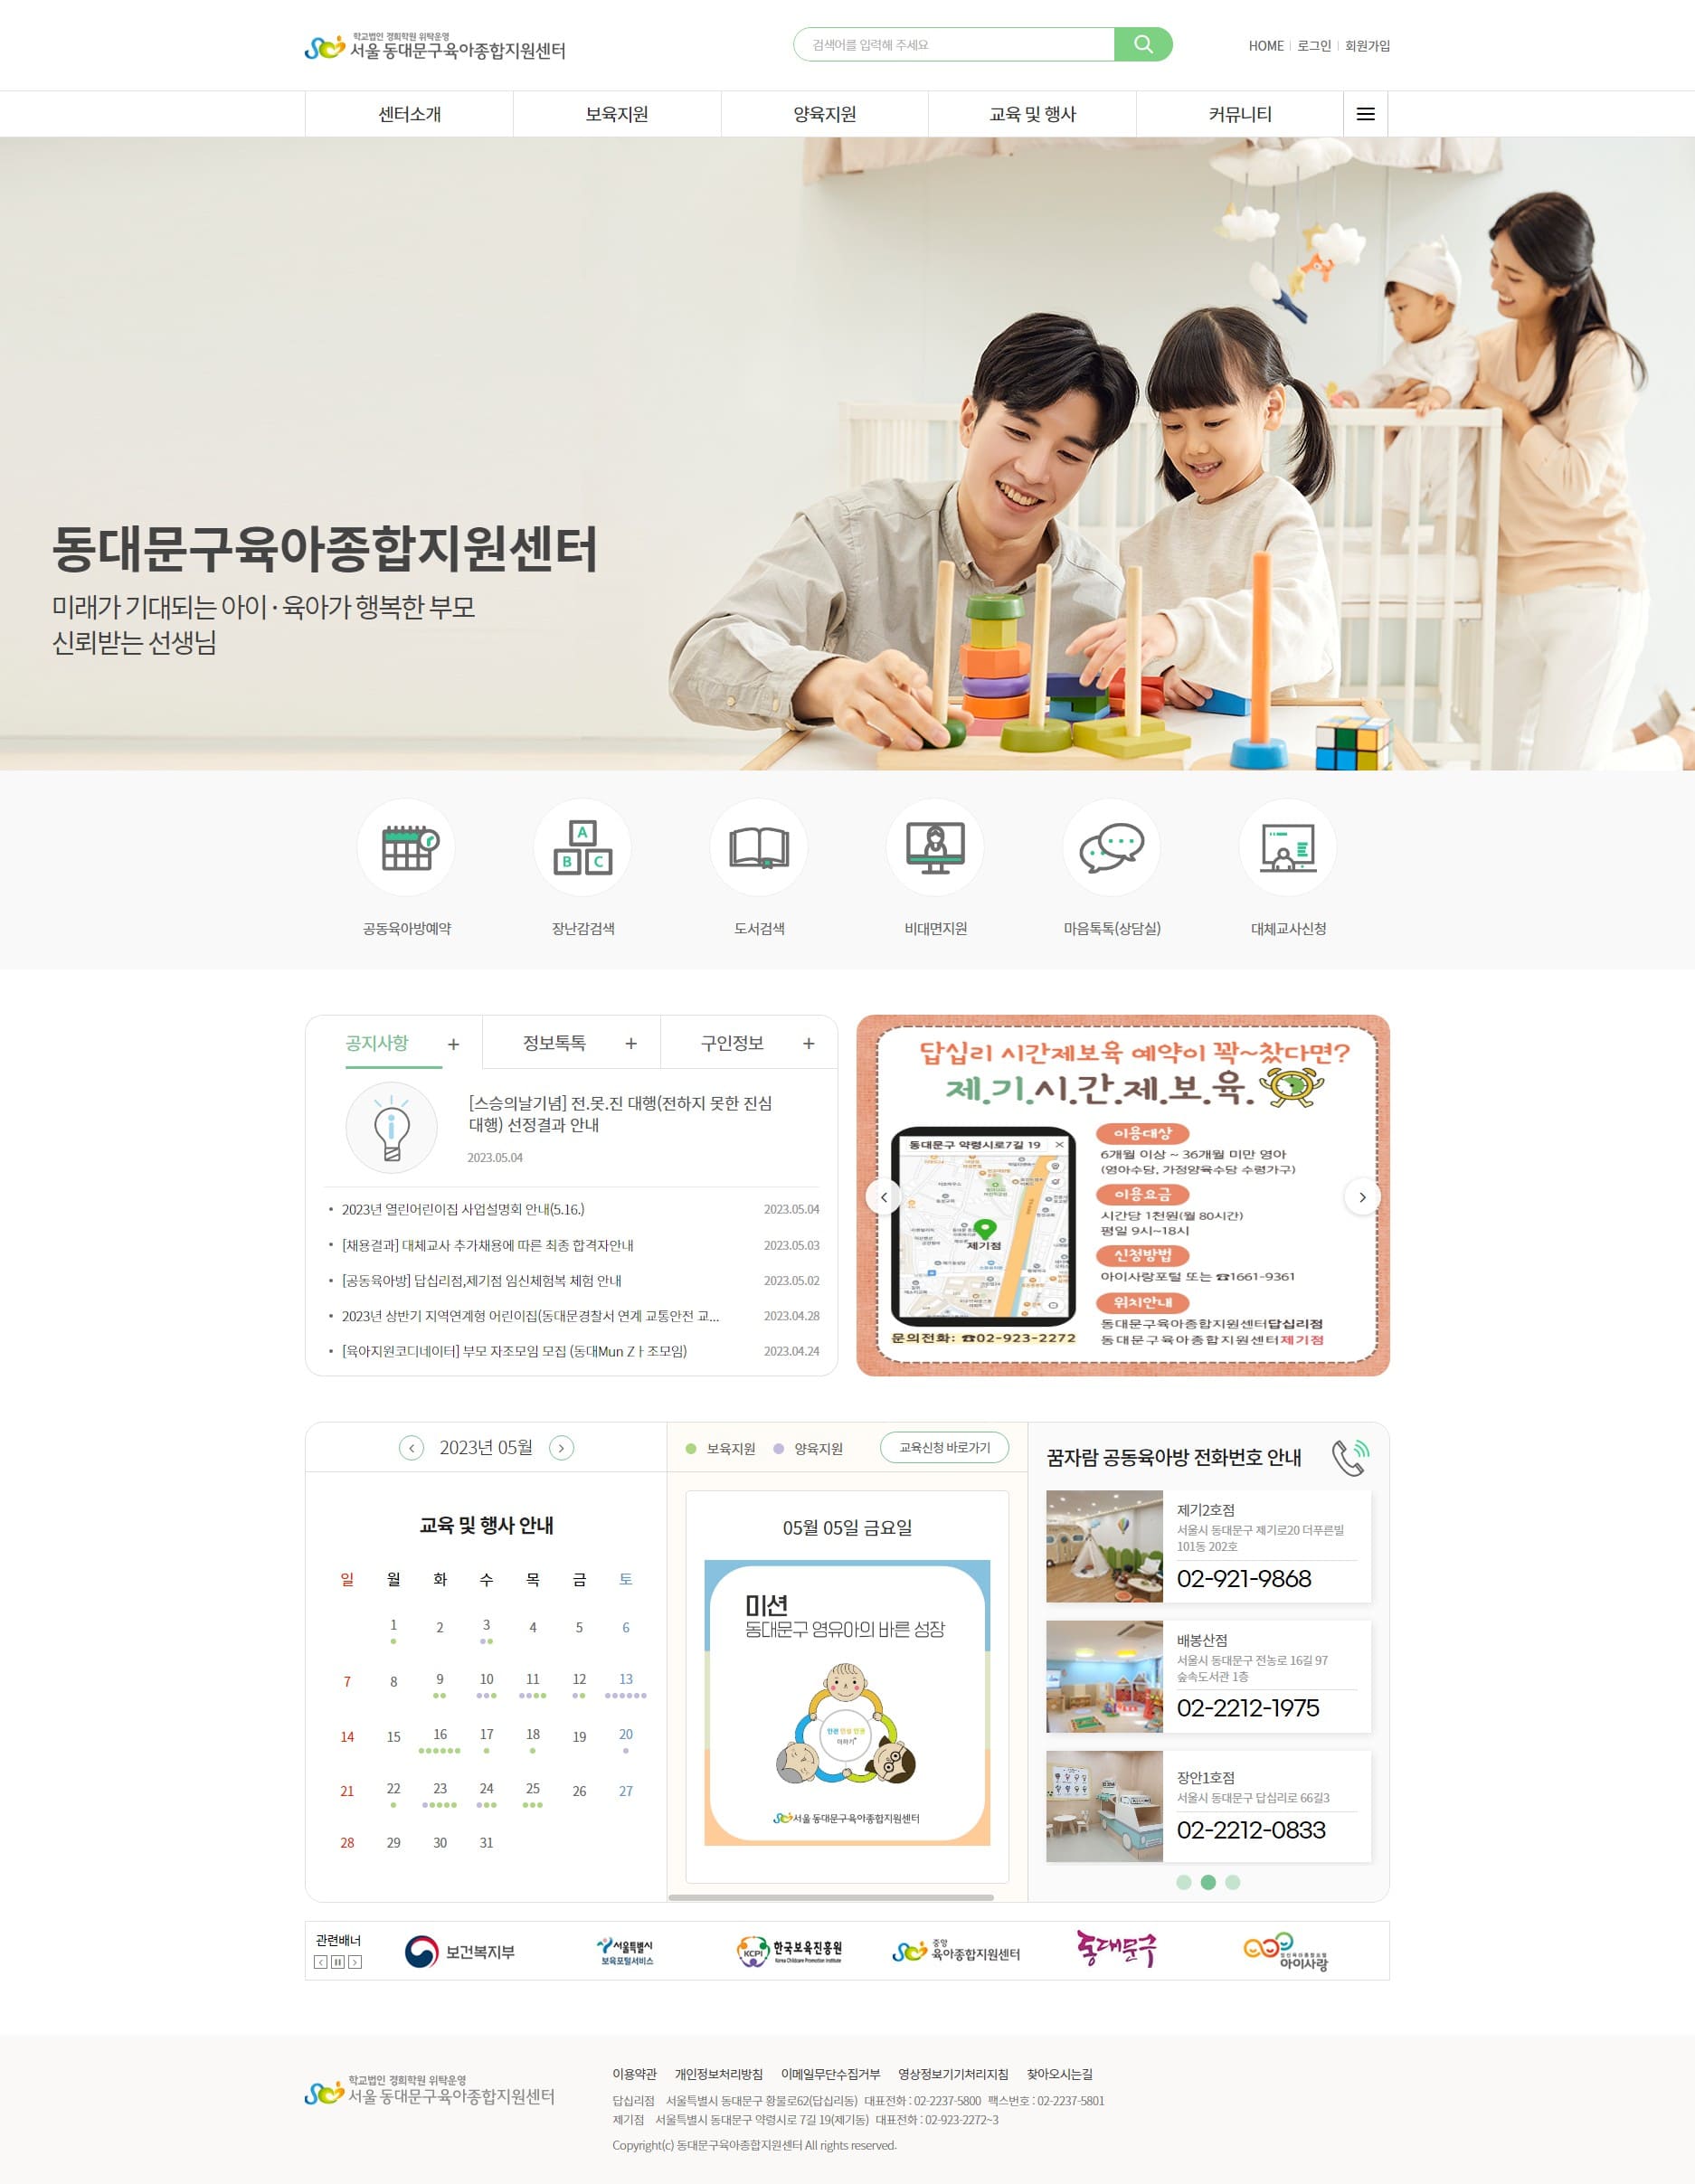 학교법인 경희학원 위탁운영
서울 동대문구육아종합지원센터
검색어를 입력해 주세요
HOME 로그인 회원가입
센터소개 보육지원 양육지원 교육 및 행사 커뮤니티
동대문구육아종합지원센터
미래가 기대되는 아이 · 육아가 행복한 부모
신뢰받는 선생님
A
B C
공동육아방예약 장난감검색 도서검색 비대면지원 마음톡톡(상담실) 대체교사신청
공지사항 + 정보톡톡 + 구인정보 +
[스승의날기념] 전.못.진 대행(전하지 못한 진심
대행) 선정결과 안내
2023.05.04
2023년 열린어린이집 사업설명회 안내(5.16.) 2023.05.04
[채용결과] 대체교사 추가채용에 따른 최종 합격자안내 2023.05.03
[공동육아방] 답십리점,제기점 임신체험복 체험 안내 2023.05.02
2023년 상반기 지역연계형 어린이집(동대문경찰서 연계 교통안전 교... 2023.04.28
[육아지원코디네이터] 부모 자조모임 모집 (동대Mun Zㅏ조모임) 2023.04.24
답십리 시간제보육 예약이 꽉~찼다면?
제.기.시.간.제.보.육.
동대문구 약령시로7길 19 ×
제기점
문의전화: ☎02-923-2272
이용대상
6개월 이상 ~ 36개월 미만 영아
(영아수당, 가정양육수당 수령가구)
이용요금
시간당 1천원(월 80시간)
평일 9시~18시
신청방법
아이사랑포털 또는 ☎1661-9361
위치안내
동대문구육아종합지원센터답십리점
동대문구육아종합지원센터제기점
2023년 05월
교육 및 행사 안내
일 월 화 수 목 금 토
1 2 3 4 5 6
7 8 9 10 11 12 13
14 15 16 17 18 19 20
21 22 23 24 25 26 27
28 29 30 31
보육지원 양육지원 교육신청 바로가기
05월 05일 금요일
미션
동대문구 영유아의 바른 성장
서울 동대문구육아종합지원센터
꿈자람 공동육아방 전화번호 안내
제기2호점
서울시 동대문구 제기로20 더푸른빌
101동 202호
02-921-9868
배봉산점
서울시 동대문구 전농로 16길 97
숲속도서관 1층
02-2212-1975
장안1호점
서울시 동대문구 답십리로 66길3
02-2212-0833
관련배너
보건복지부
서울특별시
보육포털서비스
KCPI 한국보육진흥원
Korea Childcare Promotion Institute
중앙
육아종합지원센터
동대문구
아이사랑
학교법인 경희학원 위탁운영
서울 동대문구육아종합지원센터
이용약관 개인정보처리방침 이메일무단수집거부 영상정보기기처리지침 찾아오시는길
답십리점 서울특별시 동대문구 황물로62(답십리동) 대표전화 : 02-2237-5800 팩스번호 : 02-2237-5801
제기점 서울특별시 동대문구 약령시로 7길 19(제기동) 대표전화 : 02-923-2272~3
Copyright(c) 동대문구육아종합지원센터 All rights reserved.